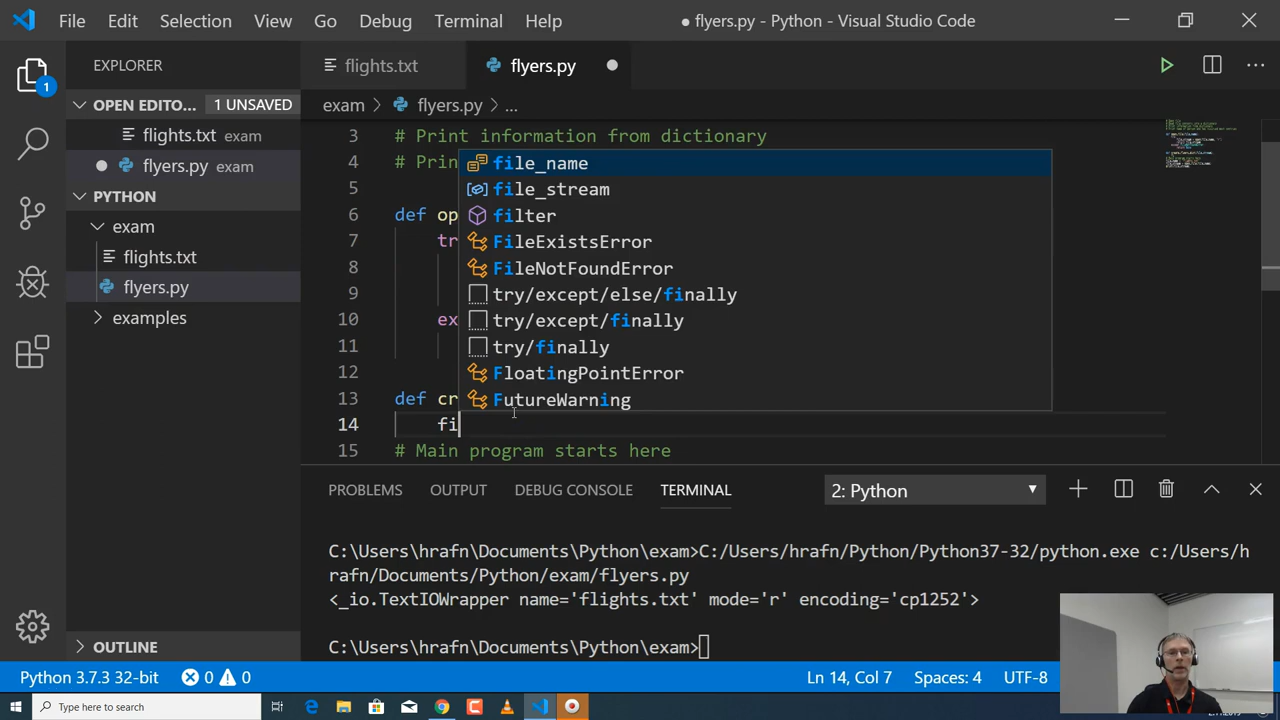 File Edit Selection View Go Debug Terminal Help ● flyers.py - Python - Visual Studio Code
EXPLORER
flights.txt
flyers.py
OPEN EDITO... 1 UNSAVED
flights.txt exam
flyers.py exam
PYTHON
exam
flights.txt
flyers.py
examples
OUTLINE
1
exam > flyers.py > ...
3 # Print information from dictionary
4 # Prin
5
6 def op
7 tr
8
9
10 ex
11
12
13 def cr
14 fi
15 # Main program starts here
file_name
file_stream
filter
FileExistsError
FileNotFoundError
try/except/else/finally
try/except/finally
try/finally
FloatingPointError
FutureWarning
PROBLEMS OUTPUT DEBUG CONSOLE TERMINAL 2: Python
C:\Users\hrafn\Documents\Python\exam>C:/Users/hrafn/Python/Python37-32/python.exe c:/Users/h
rafn/Documents/Python/exam/flyers.py
<_io.TextIOWrapper name='flights.txt' mode='r' encoding='cp1252'>
C:\Users\hrafn\Documents\Python\exam>
Python 3.7.3 32-bit 0 0 Ln 14, Col 7 Spaces: 4 UTF-8
Type here to search